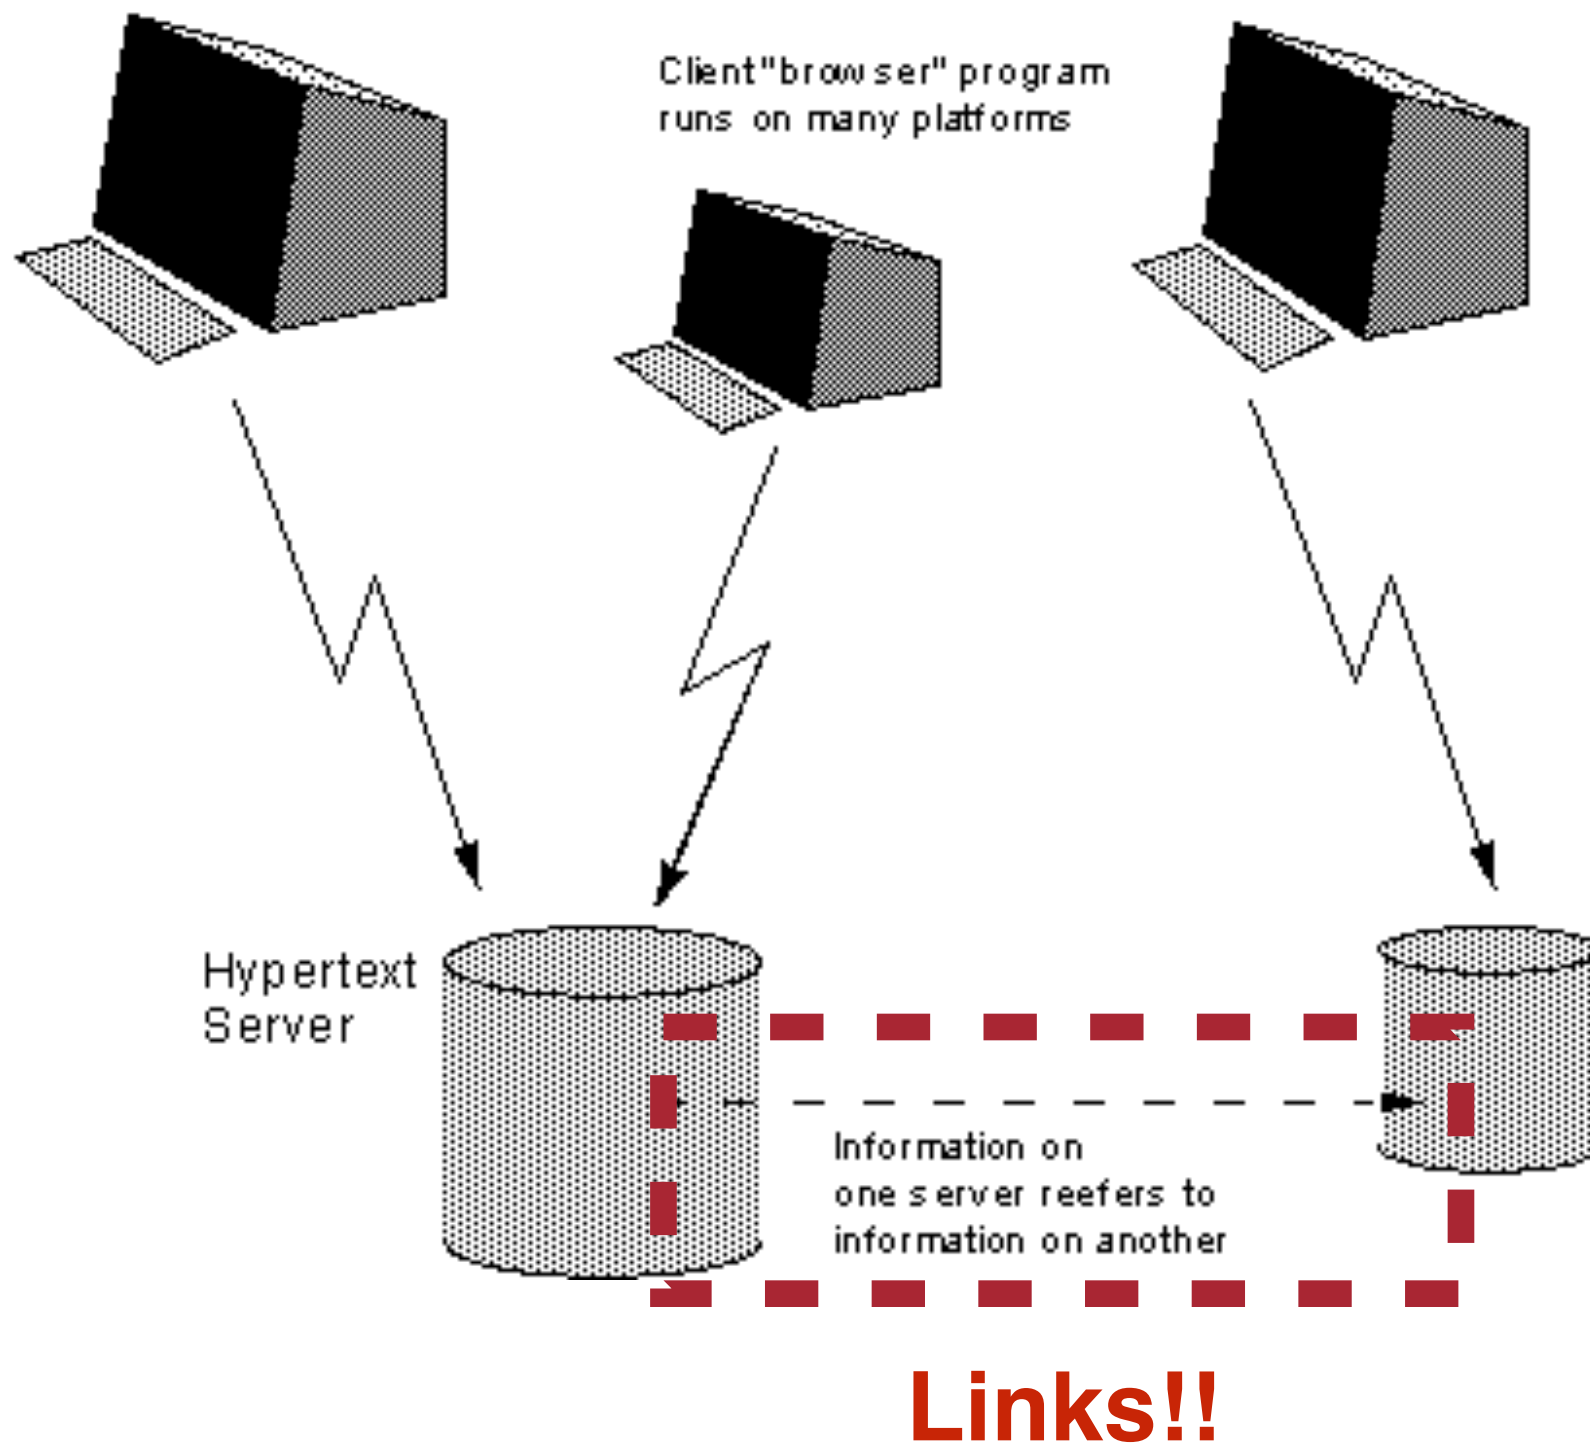 Client "browser" program
runs on many platforms
Hypertext
Server
Information on
one server reefers to
information on another
Links!!